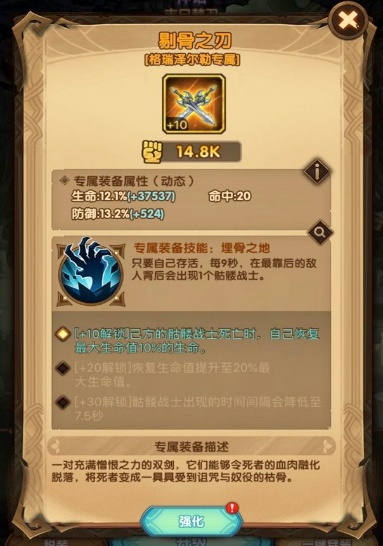 剔骨之刃
[格瑞泽尔勒专属]
+10
14.8K
专属装备属性（动态）
生命:12.1%(+37537) 命中:20
防御:13.2%(+524)
专属装备技能：埋骨之地
只要自己存活，每9秒，在最靠后的敌
人背后会出现1个骷髅战士。
[+10解锁]己方的骷髅战士死亡时，自己恢复
最大生命值10%的生命。
[+20解锁]恢复生命值提升至20%最
大生命值。
[+30解锁]骷髅战士出现的时间间隔会降低至
7.5秒
专属装备描述
一对充满憎恨之力的双剑，它们能够令死者的血肉融化
脱落，将死者变成一具具受到诅咒与奴役的枯骨。
强化